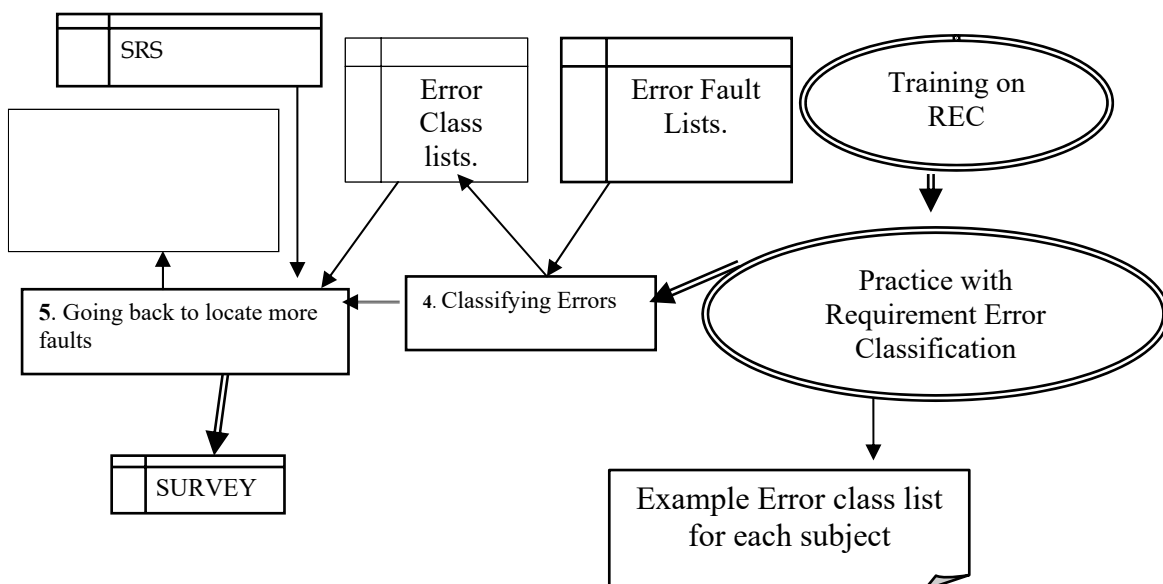 SRS
Error
Class
lists.
Error Fault
Lists.
Training on
REC
Practice with
Requirement Error
Classification
4. Classifying Errors
5. Going back to locate more
faults
SURVEY
Example Error class list
for each subject